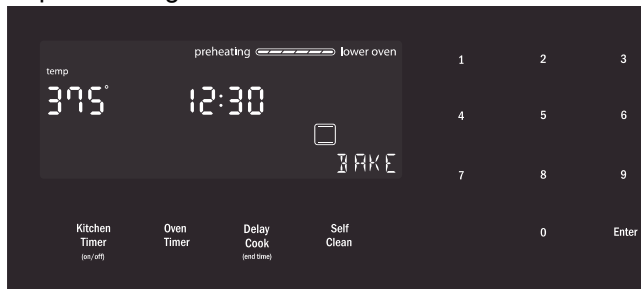 preheating lower oven
temp
375° 12:30
BAKE
1 2 3
4 5 6
7 8 9
0 Enter
Kitchen Timer (on/off)
Oven Timer
Delay Cook (end time)
Self Clean